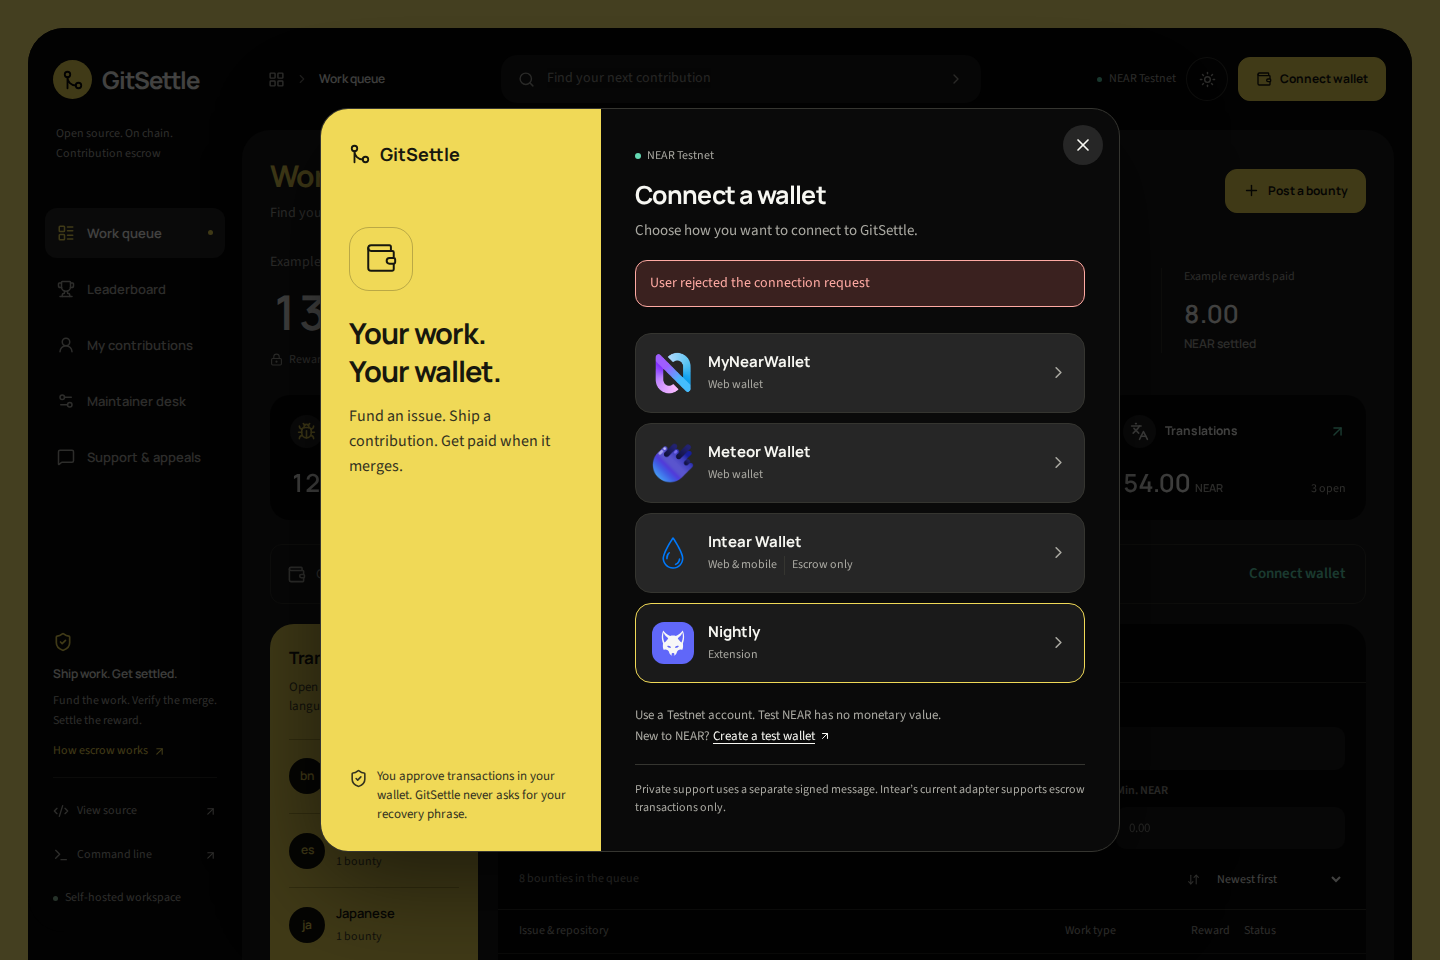 GitSettle
Work queue
Find your next contribution
NEAR Testnet
Connect wallet
Open source. On chain.
Contribution escrow
Work queue
Leaderboard
My contributions
Maintainer desk
Support & appeals
Ship work. Get settled.
Fund the work. Verify the merge.
Settle the reward.
How escrow works
View source
Command line
Self-hosted workspace
Find you
Post a bounty
Example
13
Example rewards paid
8.00
NEAR settled
12
Translations
54.00 NEAR
3 open
Connect wallet
Open
bn
es
1 bounty
ja
Japanese
1 bounty
Min. NEAR
0.00
8 bounties in the queue
Newest first
Issue & repository
Work type
Reward
Status
GitSettle
Your work.
Your wallet.
Fund an issue. Ship a
contribution. Get paid when it
merges.
You approve transactions in your
wallet. GitSettle never asks for your
recovery phrase.
NEAR Testnet
Connect a wallet
Choose how you want to connect to GitSettle.
User rejected the connection request
MyNearWallet
Web wallet
Meteor Wallet
Web wallet
Intear Wallet
Web & mobile Escrow only
Nightly
Extension
Use a Testnet account. Test NEAR has no monetary value.
New to NEAR? Create a test wallet
Private support uses a separate signed message. Intear's current adapter supports escrow
transactions only.